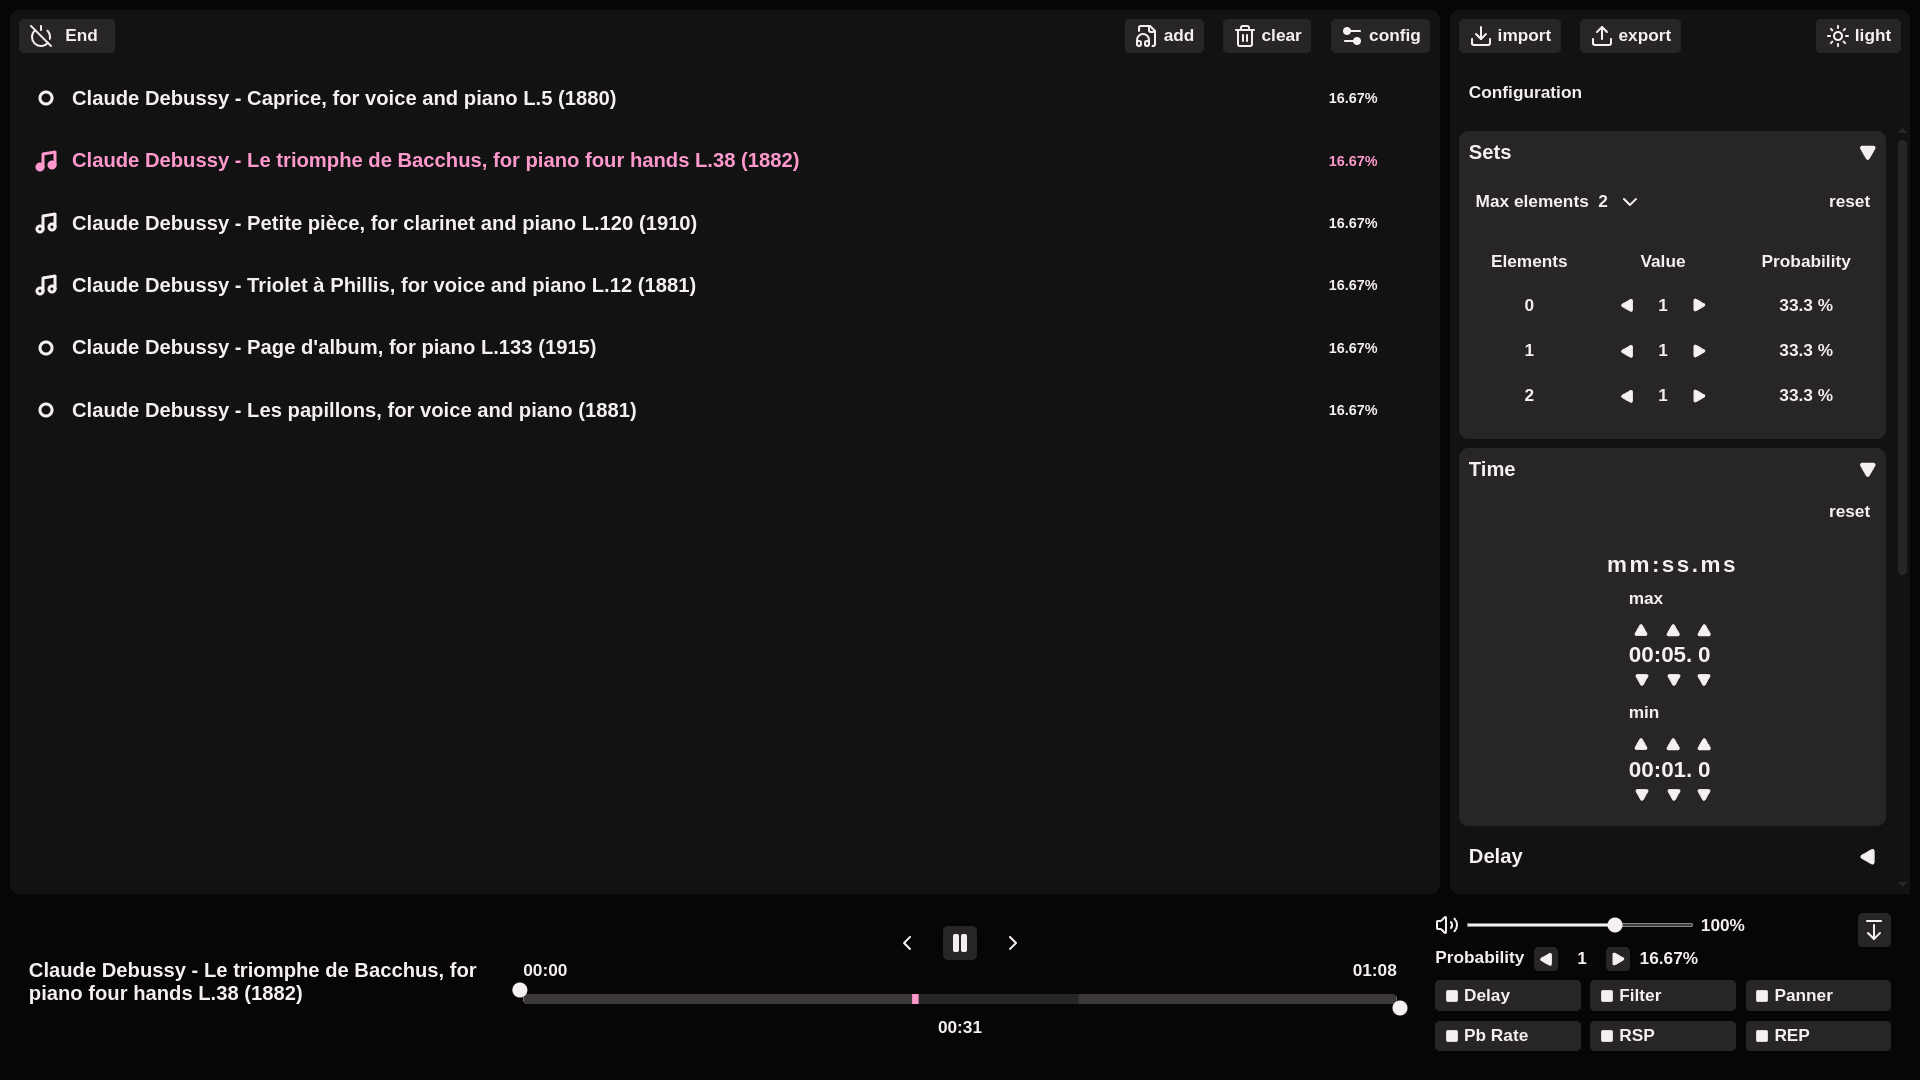 End
add
clear
config
import
export
light
Claude Debussy - Caprice, for voice and piano L.5 (1880) 16.67%
Claude Debussy - Le triomphe de Bacchus, for piano four hands L.38 (1882) 16.67%
Claude Debussy - Petite pièce, for clarinet and piano L.120 (1910) 16.67%
Claude Debussy - Triolet à Phillis, for voice and piano L.12 (1881) 16.67%
Claude Debussy - Page d'album, for piano L.133 (1915) 16.67%
Claude Debussy - Les papillons, for voice and piano (1881) 16.67%
Configuration
Sets
Max elements 2 reset
Elements Value Probability
0 1 33.3 %
1 1 33.3 %
2 1 33.3 %
Time
reset
mm:ss.ms
max
00:05. 0
min
00:01. 0
Delay
Claude Debussy - Le triomphe de Bacchus, for
piano four hands L.38 (1882)
00:00 01:08
00:31
100%
Probability 1 16.67%
Delay Filter Panner
Pb Rate RSP REP